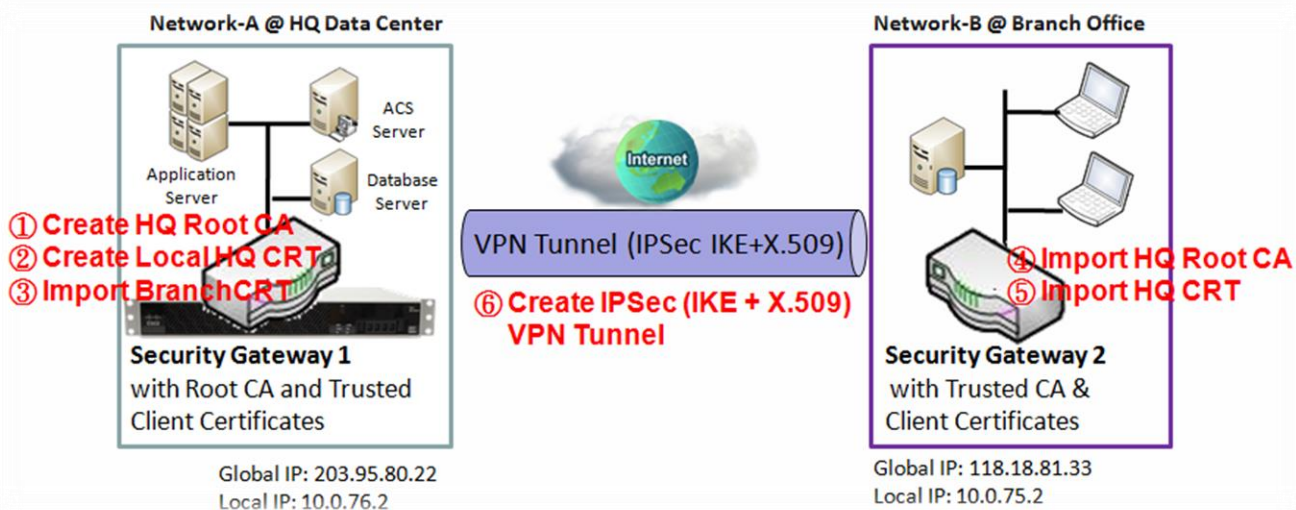 Network-A @ HQ Data Center
Network-B @ Branch Office
ACS
Server
Application
Server
Database
Server
Internet
① Create HQ Root CA
② Create Local HQ CRT
③ Import BranchCRT
VPN Tunnel (IPSec IKE+X.509)
④ Import HQ Root CA
⑤ Import HQ CRT
⑥ Create IPSec (IKE + X.509)
VPN Tunnel
Security Gateway 1
with Root CA and Trusted
Client Certificates
Security Gateway 2
with Trusted CA &
Client Certificates
Global IP: 203.95.80.22
Local IP: 10.0.76.2
Global IP: 118.18.81.33
Local IP: 10.0.75.2